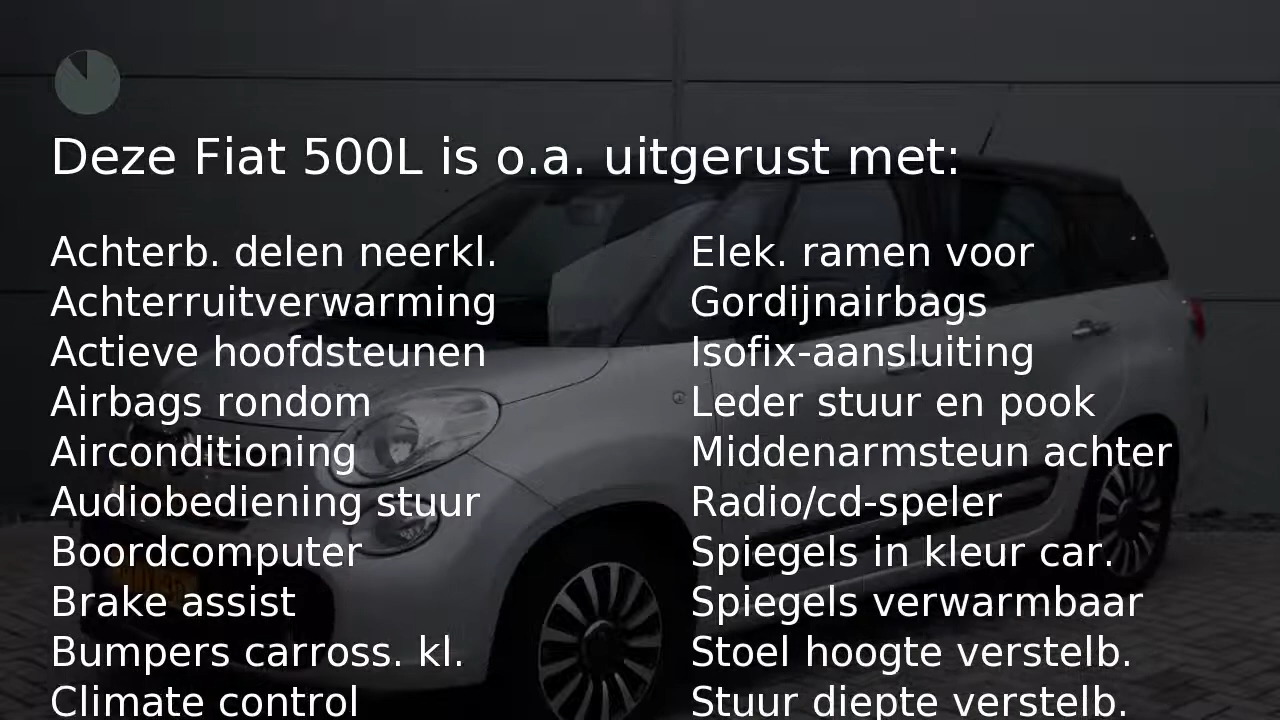 Deze Fiat 500L is o.a. uitgerust met:
Achterb. delen neerkl.
Achterruitverwarming
Actieve hoofdsteunen
Airbags rondom
Airconditioning
Audiobediening stuur
Boordcomputer
Brake assist
Bumpers carross. kl.
Climate control
Elek. ramen voor
Gordijnairbags
Isofix-aansluiting
Leder stuur en pook
Middenarmsteun achter
Radio/cd-speler
Spiegels in kleur car.
Spiegels verwarmbaar
Stoel hoogte verstelb.
Stuur diepte verstelb.